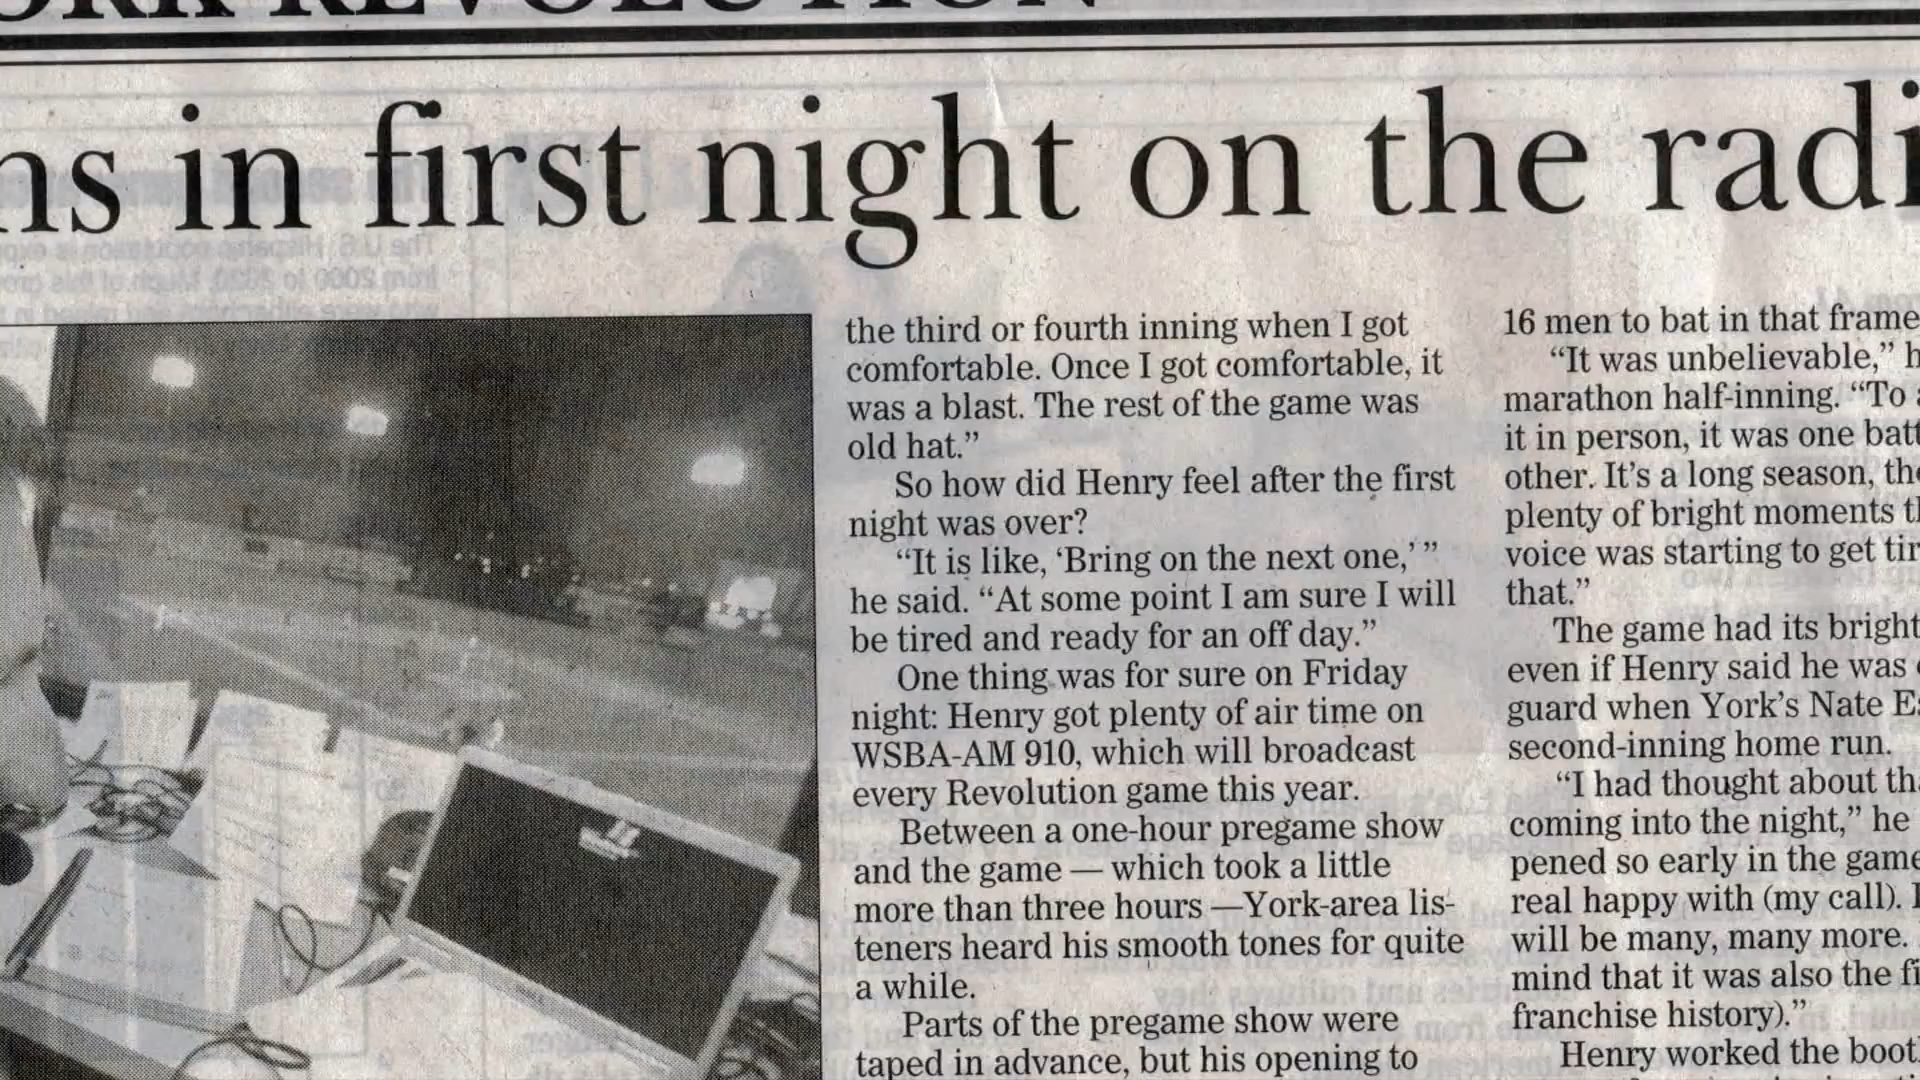 ORK REVOLUTION
ns in first night on the radi
the third or fourth inning when I got
comfortable. Once I got comfortable, it
was a blast. The rest of the game was
old hat.”
So how did Henry feel after the first
night was over?
“It is like, ‘Bring on the next one,’ ”
he said. “At some point I am sure I will
be tired and ready for an off day.”
One thing was for sure on Friday
night: Henry got plenty of air time on
WSBA-AM 910, which will broadcast
every Revolution game this year.
Between a one-hour pregame show
and the game — which took a little
more than three hours —York-area lis-
teners heard his smooth tones for quite
a while.
Parts of the pregame show were
taped in advance, but his opening to
16 men to bat in that frame
“It was unbelievable,” h
marathon half-inning. “To
it in person, it was one batt
other. It’s a long season, the
plenty of bright moments th
voice was starting to get tir
that.”
The game had its bright
even if Henry said he was
guard when York’s Nate E
second-inning home run.
“I had thought about tha
coming into the night,” he
pened so early in the game
real happy with (my call). I
will be many, many more.
mind that it was also the fi
franchise history).”
Henry worked the boot